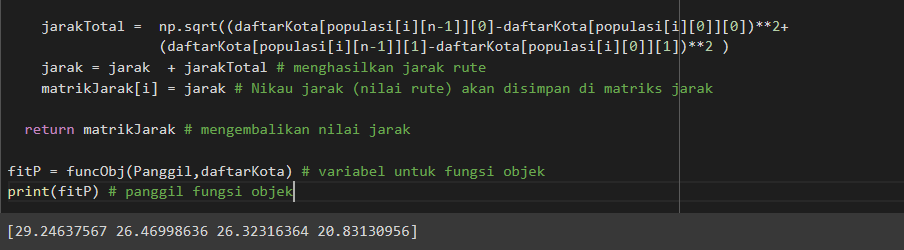 jarakTotal =  np.sqrt((daftarKota[populasi[i][n-1]][0]-daftarKota[populasi[i][0]][0])**2+
(daftarKota[populasi[i][n-1]][1]-daftarKota[populasi[i][0]][1])**2 )
jarak = jarak  + jarakTotal # menghasilkan jarak rute
matrikJarak[i] = jarak # Nikau jarak (nilai rute) akan disimpan di matriks jarak
return matrikJarak # mengembalikan nilai jarak
fitP = funcObj(Panggil,daftarKota) # variabel untuk fungsi objek
print(fitP) # panggil fungsi objek
[29.24637567 26.46998636 26.32316364 20.83130956]